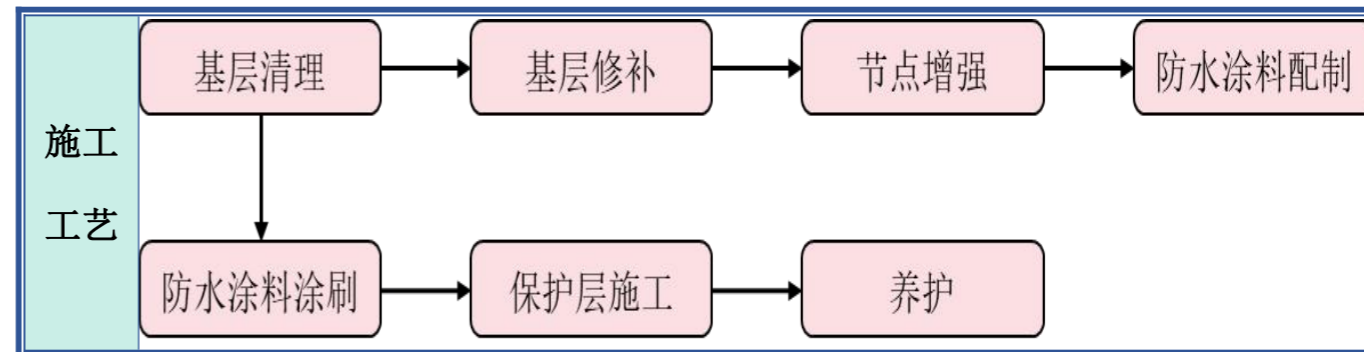 施工
工艺
基层清理
基层修补
节点增强
防水涂料配制
防水涂料涂刷
保护层施工
养护